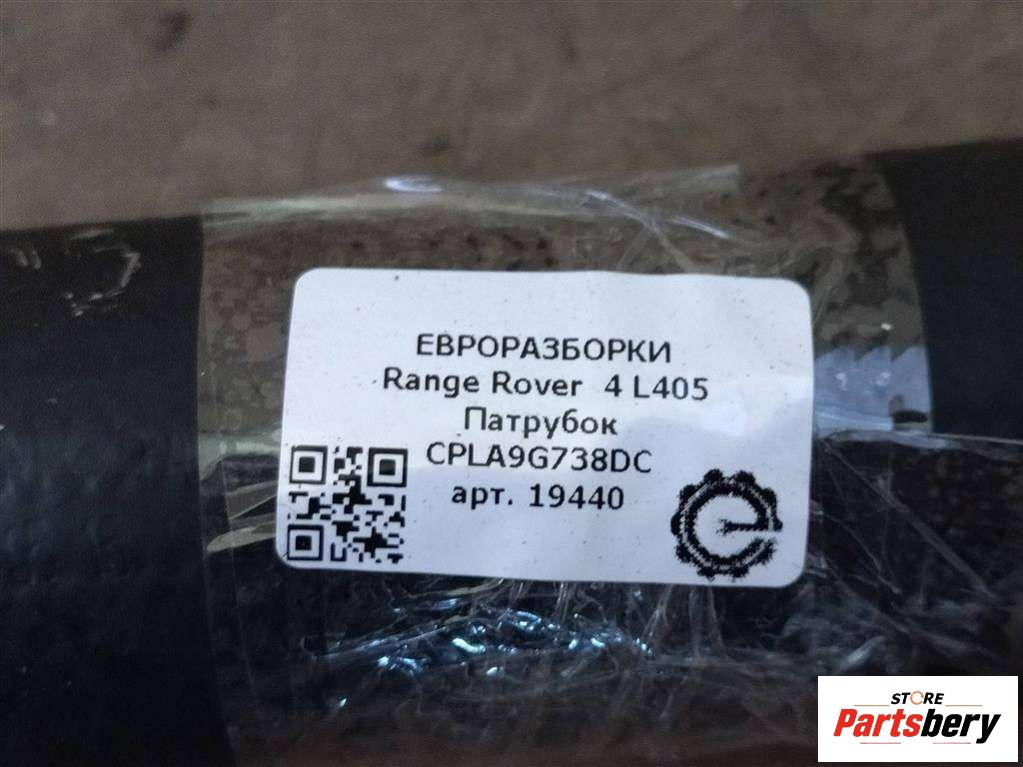 ЕВРОРАЗБОРКИ
Range Rover 4 L405
Патрубок
CPLA9G738DC
арт. 19440
STORE
Partsbery